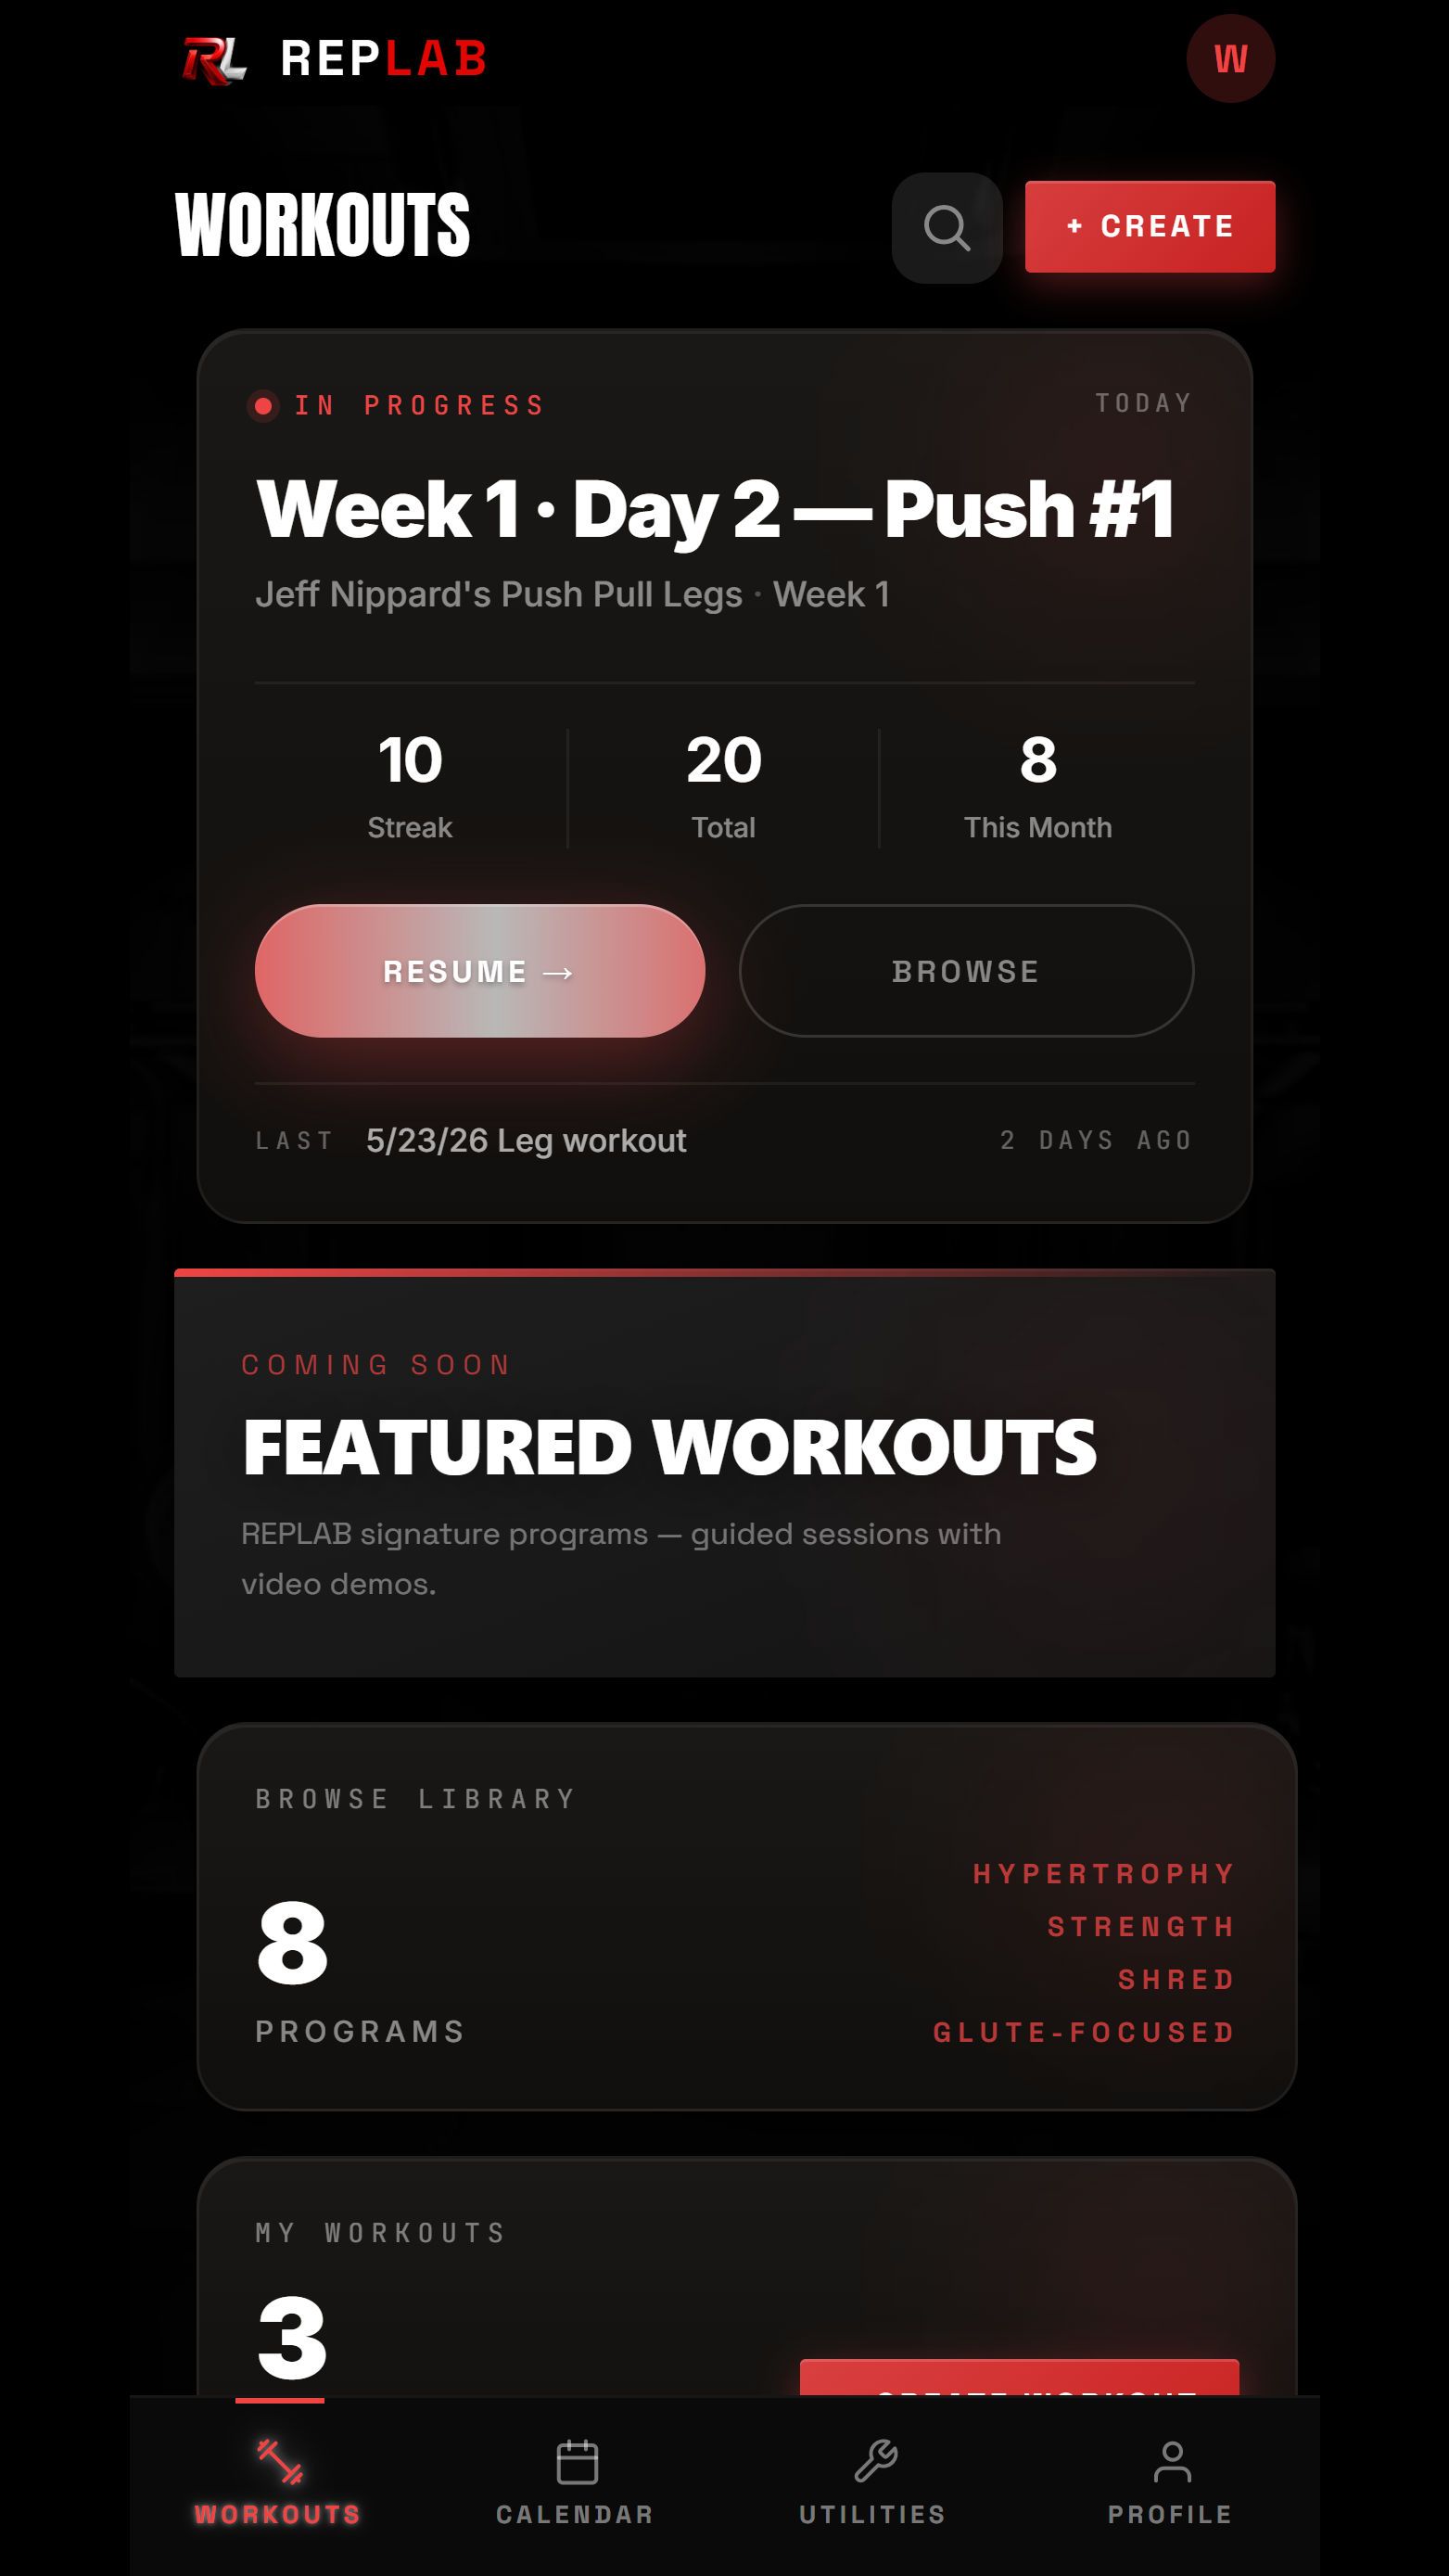 RL REPLAB
W
WORKOUTS
+ CREATE
IN PROGRESS
TODAY
Week 1 · Day 2 — Push #1
Jeff Nippard's Push Pull Legs · Week 1
10
20
8
Streak
Total
This Month
RESUME →
BROWSE
LAST 5/23/26 Leg workout
2 DAYS AGO
COMING SOON
FEATURED WORKOUTS
REPLAB signature programs — guided sessions with
video demos.
BROWSE LIBRARY
HYPERTROPHY
STRENGTH
SHRED
GLUTE-FOCUSED
8
PROGRAMS
MY WORKOUTS
3
CREATE WORKOUT
WORKOUTS
CALENDAR
UTILITIES
PROFILE